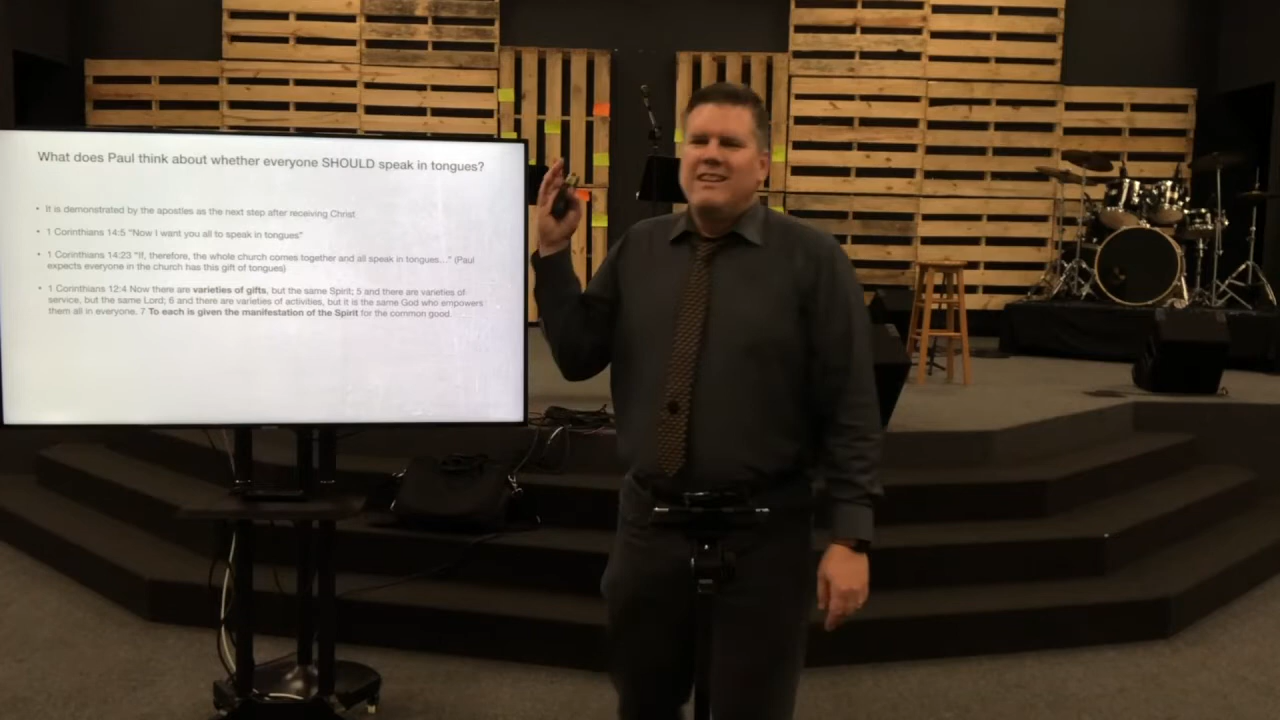 What does Paul think about whether everyone SHOULD speak in tongues?
• It is demonstrated by the apostles as the next step after receiving Christ
• 1 Corinthians 14:5 "Now I want you all to speak in tongues"
• 1 Corinthians 14:23 "If, therefore, the whole church comes together and all speak in tongues…" (Paul
expects everyone in the church has this gift of tongues)
• 1 Corinthians 12:4 Now there are varieties of gifts, but the same Spirit; 5 and there are varieties of
service, but the same Lord; 6 and there are varieties of activities, but it is the same God who empowers
them all in everyone. 7 To each is given the manifestation of the Spirit for the common good.